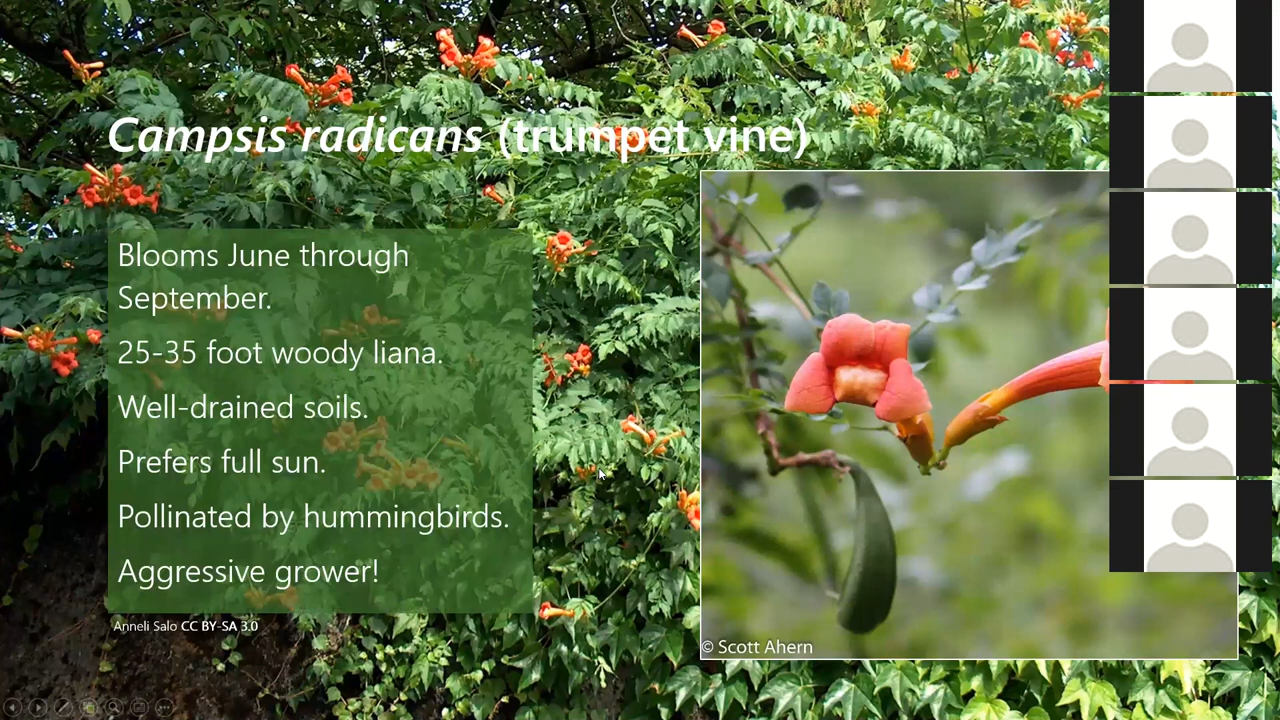 Campsis radicans (trumpet vine)
Blooms June through
September.
25-35 foot woody liana.
Well-drained soils.
Prefers full sun.
Pollinated by hummingbirds.
Aggressive grower!
Anneli Salo CC BY-SA 3.0
© Scott Ahern